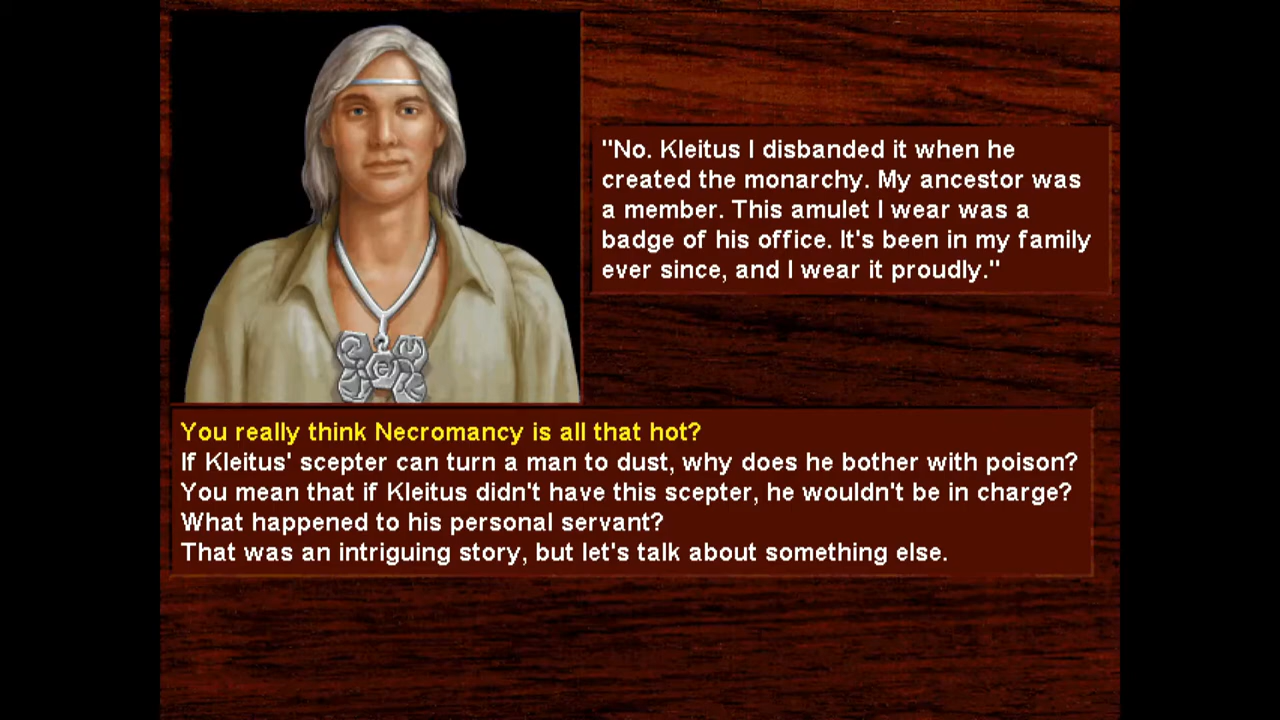 "No. Kleitus I disbanded it when he
created the monarchy. My ancestor was
a member. This amulet I wear was a
badge of his office. It's been in my family
ever since, and I wear it proudly."
You really think Necromancy is all that hot?
If Kleitus' scepter can turn a man to dust, why does he bother with poison?
You mean that if Kleitus didn't have this scepter, he wouldn't be in charge?
What happened to his personal servant?
That was an intriguing story, but let's talk about something else.